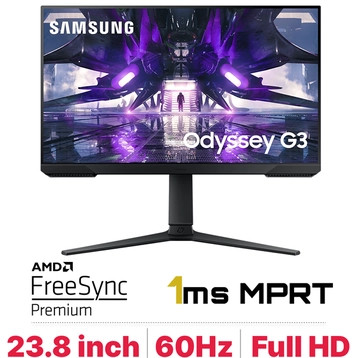 SAMSUNG
Odyssey G3
AMD
FreeSync
Premium
1ms MPRT
23.8 inch 60Hz Full HD